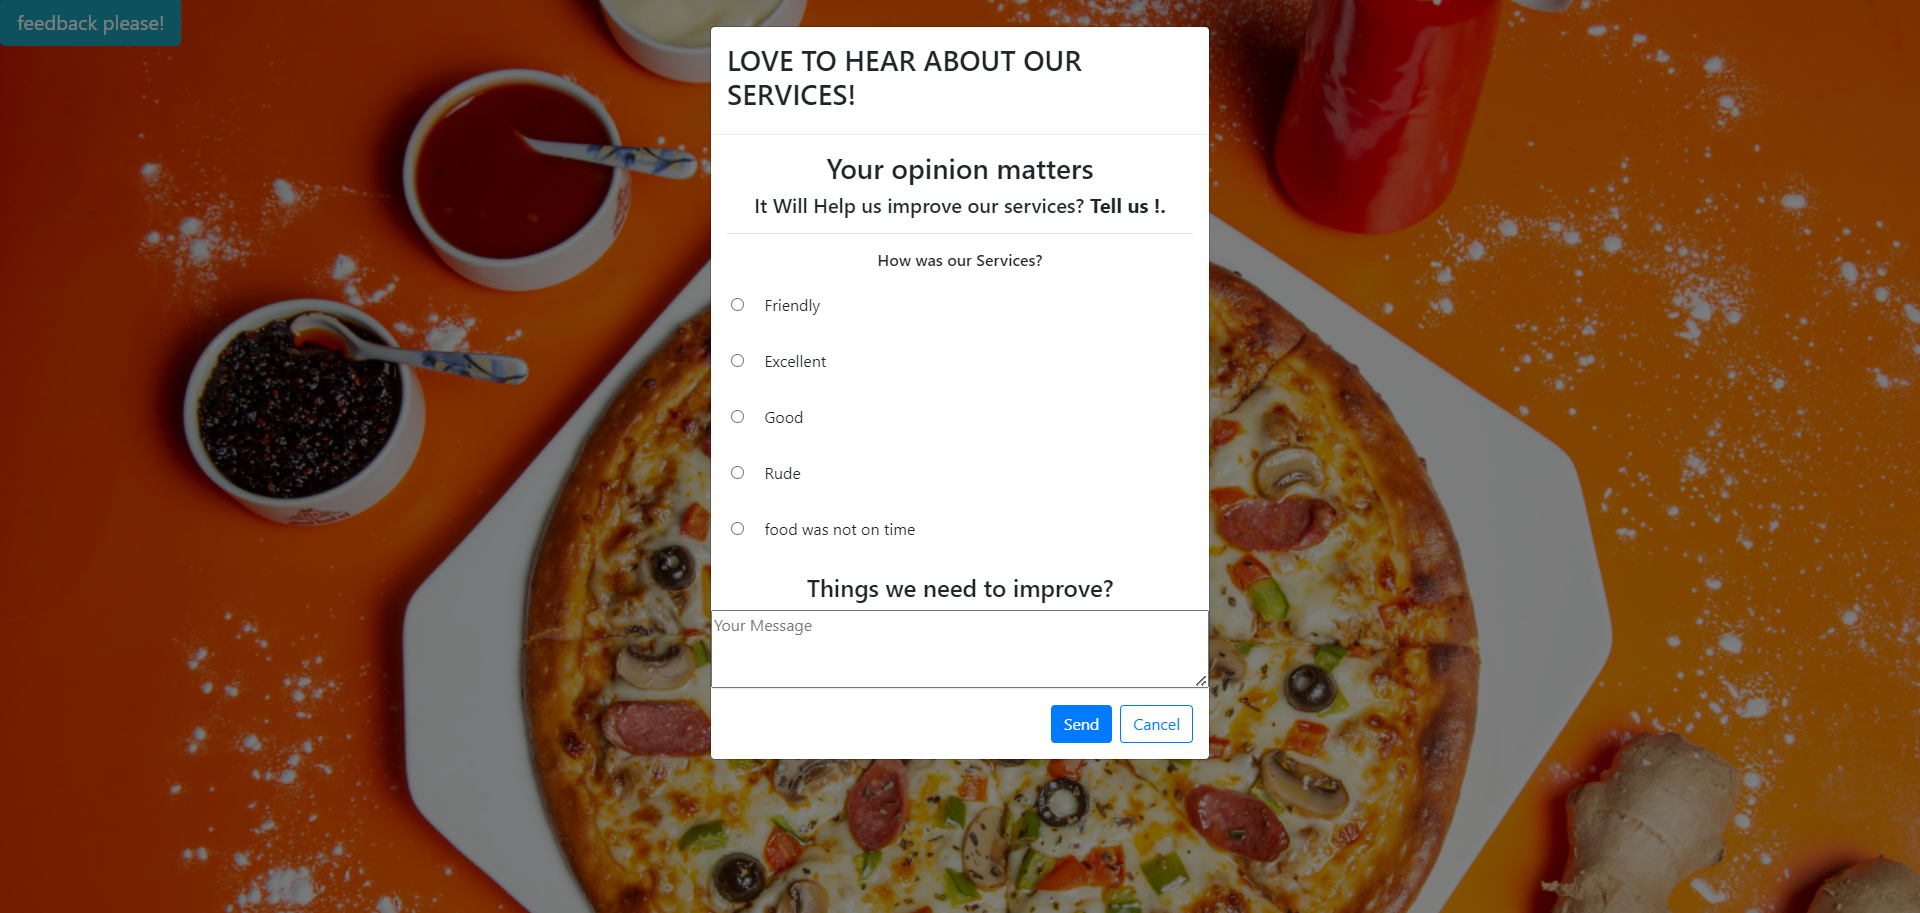 feedback please!
LOVE TO HEAR ABOUT OUR
SERVICES!
Your opinion matters
It Will Help us improve our services? Tell us !.
How was our Services?
Friendly
Excellent
Good
Rude
food was not on time
Things we need to improve?
Your Message
Send Cancel